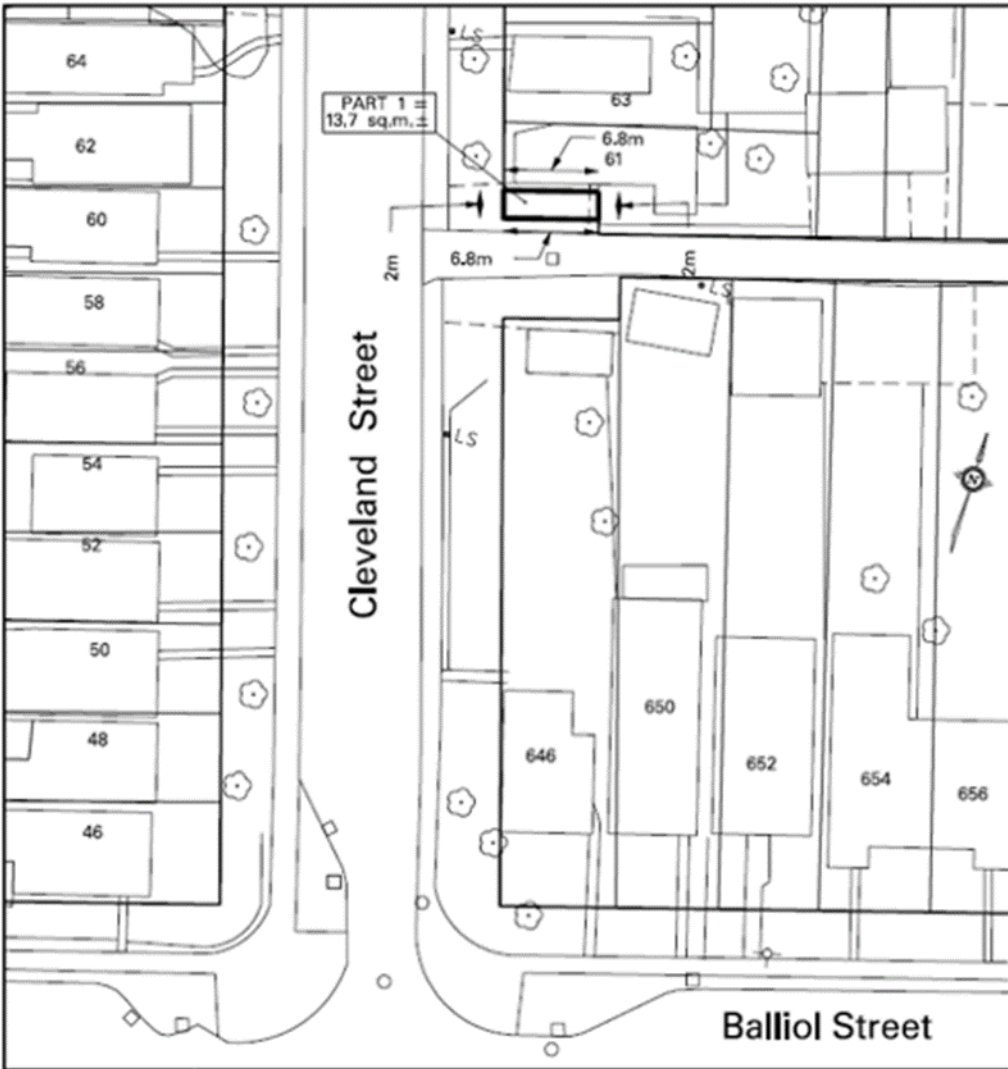 64
LS
PART 1 =
13.7 sq.m.±
63
62
6.8m
61
60
6.8m
2m
2m
58
LS
56
Cleveland Street
LS
54
N
52
50
650
48
646
652
654
656
46
Balliol Street